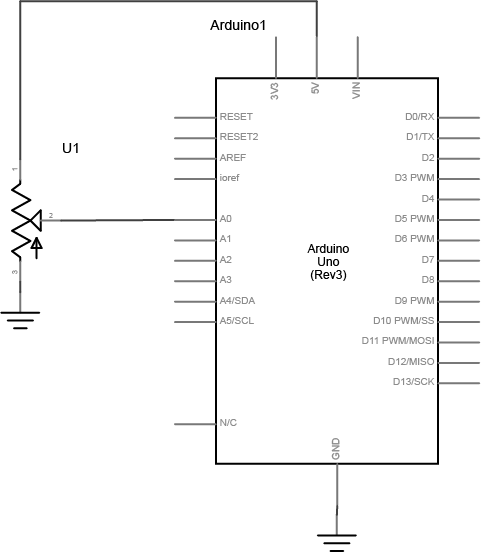 Arduino1
3V3
5V
VIN
RESET
D0/RX
RESET2
D1/TX
U1
AREF
D2
1
ioref
D3 PWM
D4
2
A0
D5 PWM
A1
D6 PWM
Arduino
Uno
(Rev3)
A2
D7
3
A3
D8
A4/SDA
D9 PWM
A5/SCL
D10 PWM/SS
D11 PWM/MOSI
D12/MISO
D13/SCK
N/C
GND